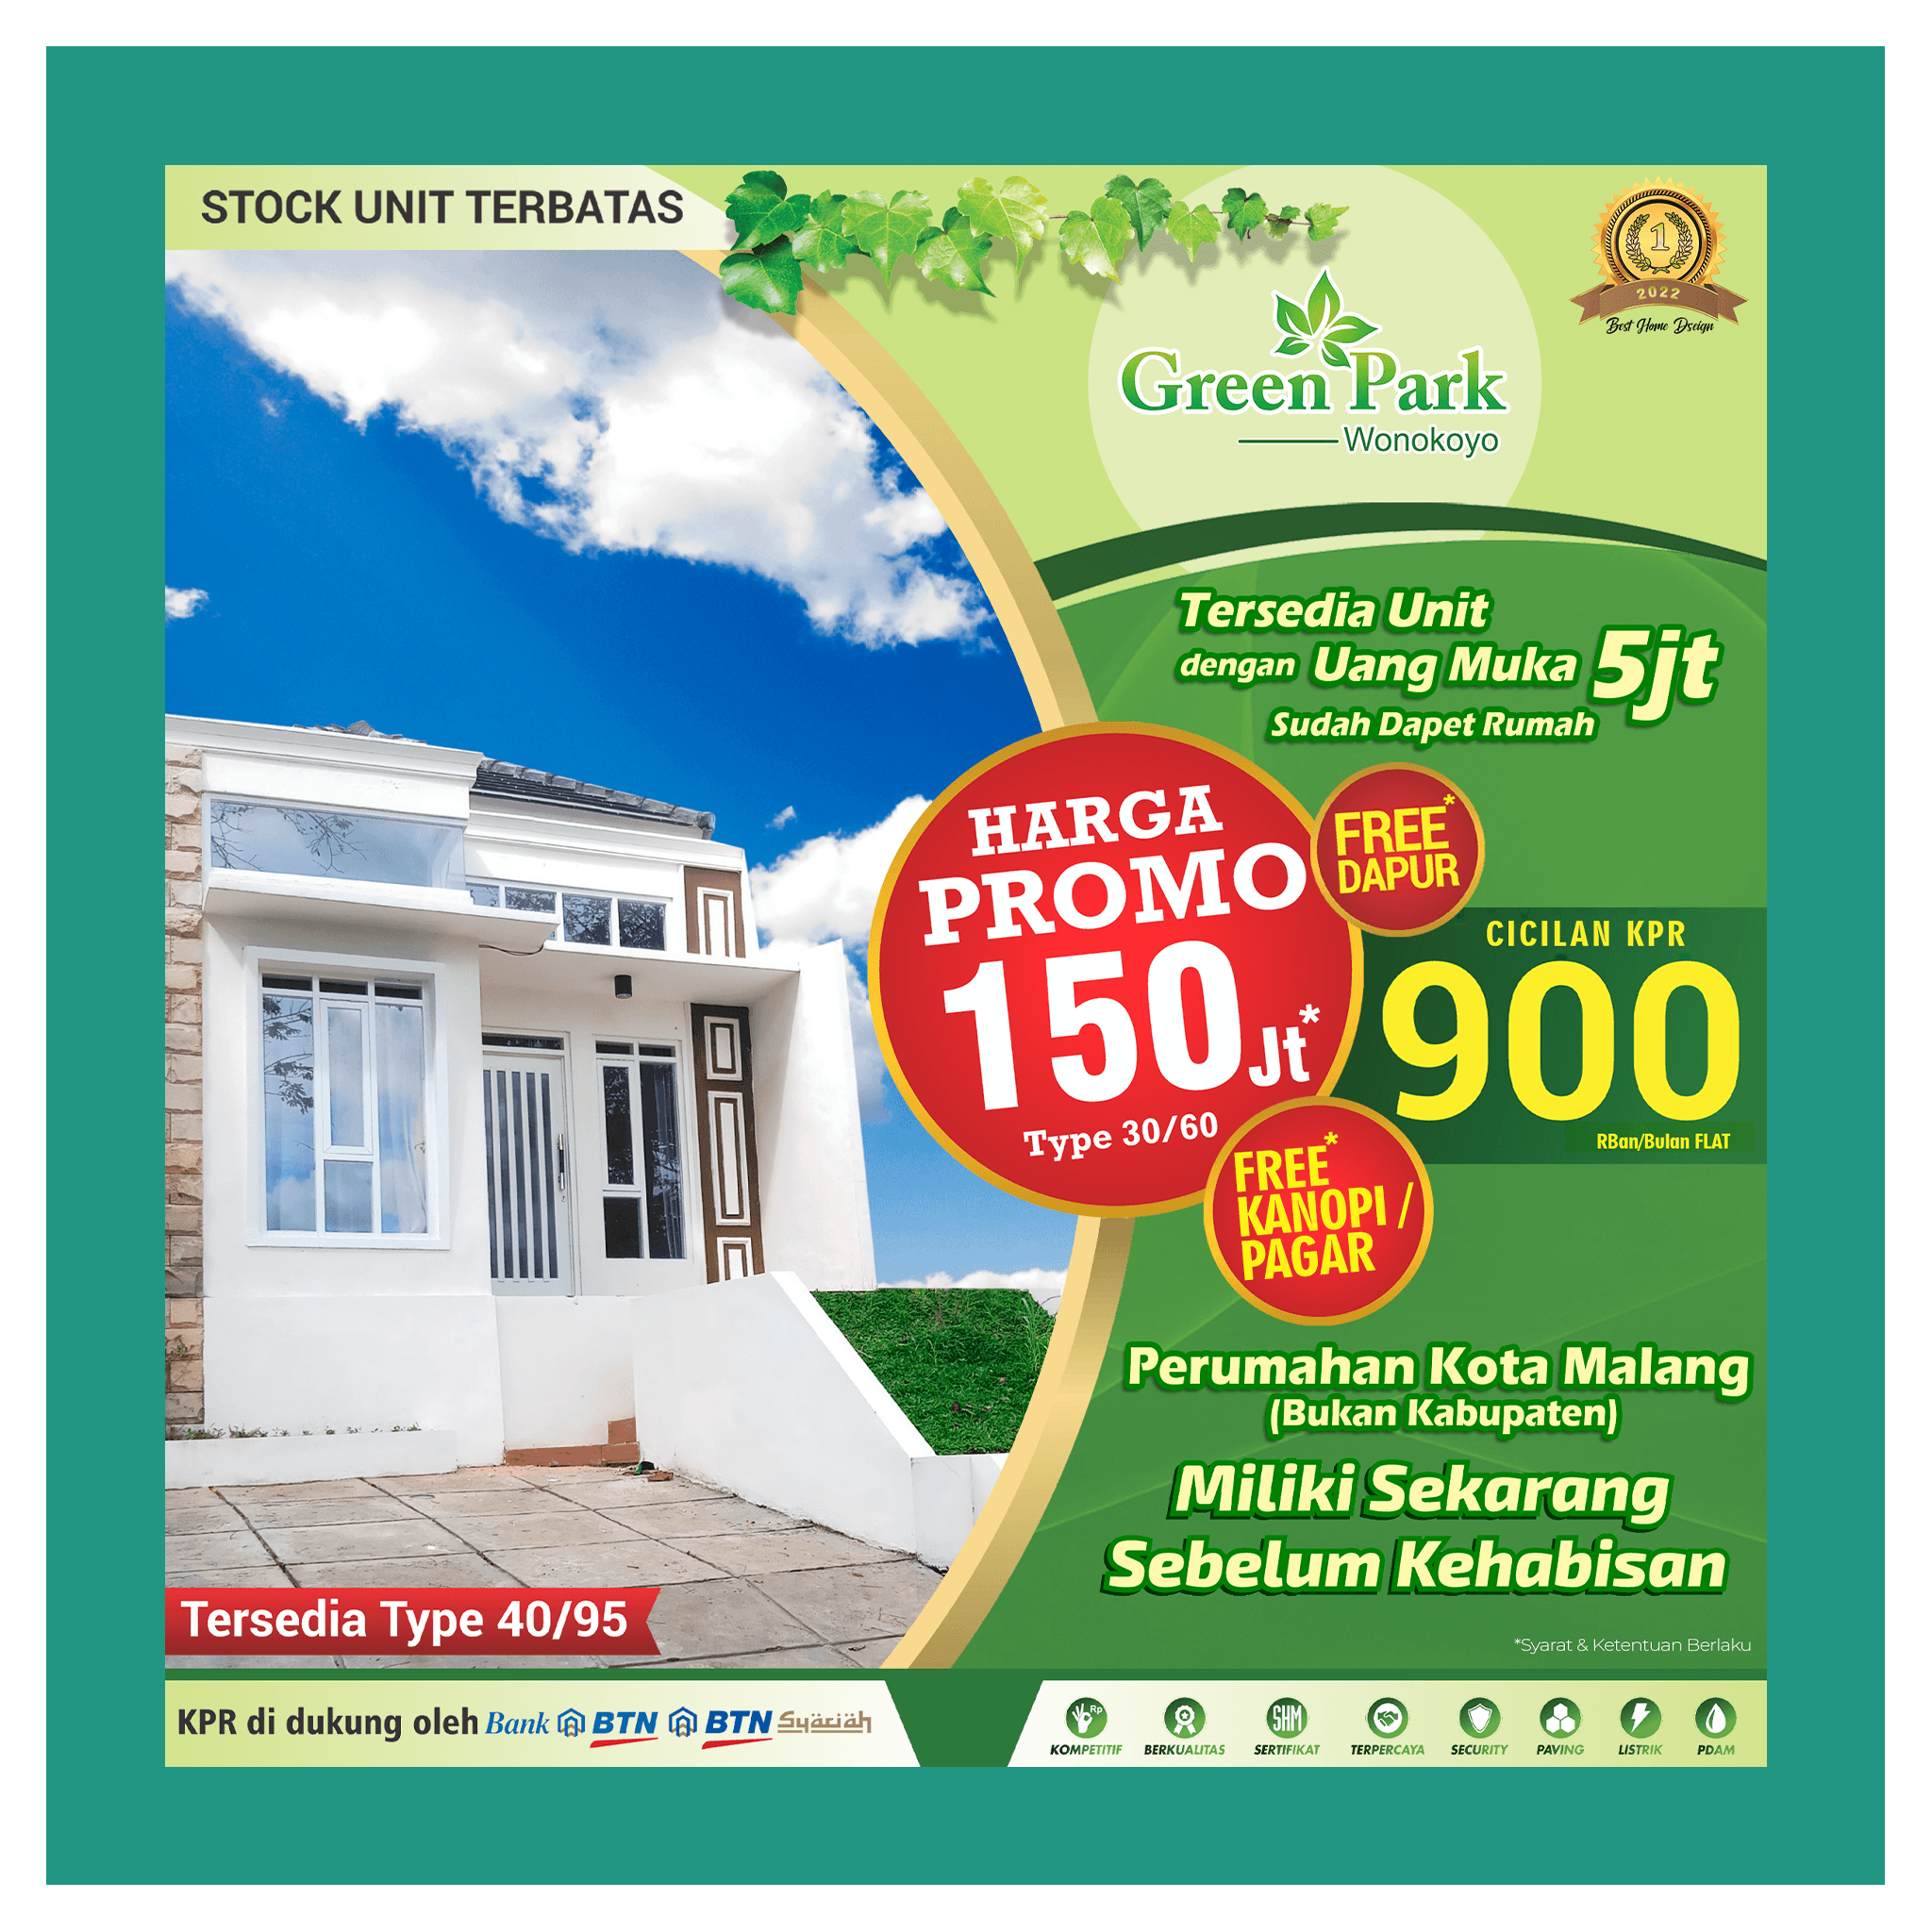 STOCK UNIT TERBATAS
1
2022
Best Home Dseign
Green Park
Wonokoyo
Tersedia Unit
dengan Uang Muka 5jt
Sudah Dapet Rumah
HARGA
PROMO
150Jt*
Type 30/60
FREE*
DAPUR
CICILAN KPR
900
RBan/Bulan FLAT
FREE*
KANOPI /
PAGAR
Perumahan Kota Malang
(Bukan Kabupaten)
Miliki Sekarang
Sebelum Kehabisan
Tersedia Type 40/95
*Syarat & Ketentuan Berlaku
KPR di dukung oleh Bank BTN BTN Syariah
Rp
SHM
KOMPETITIF BERKUALITAS SERTIFIKAT TERPERCAYA SECURITY PAVING LISTRIK PDAM